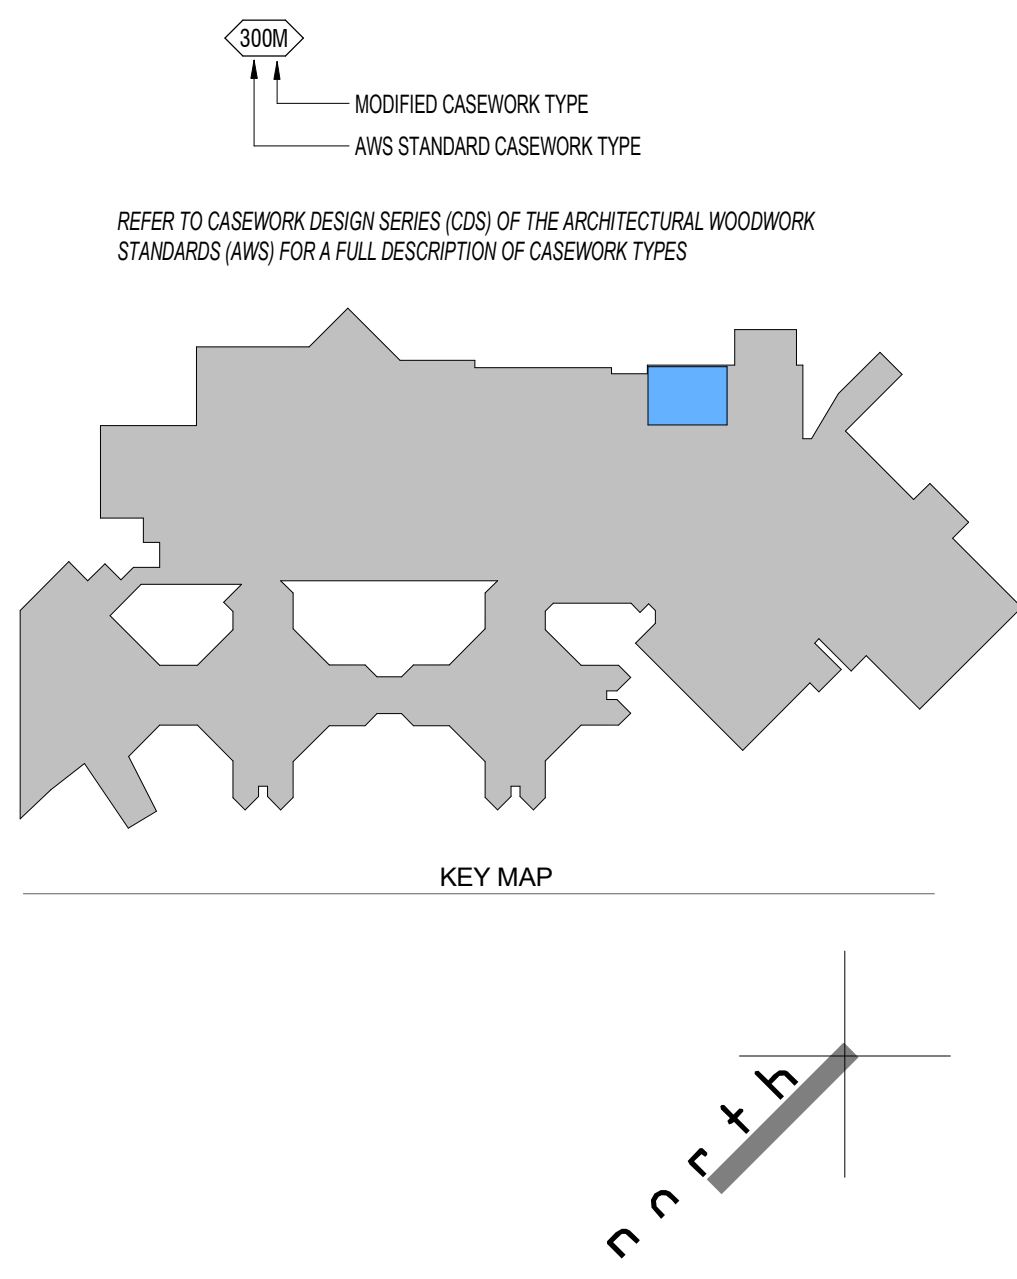 300M
MODIFIED CASEWORK TYPE
AWS STANDARD CASEWORK TYPE
REFER TO CASEWORK DESIGN SERIES (CDS) OF THE ARCHITECTURAL WOODWORK
STANDARDS (AWS) FOR A FULL DESCRIPTION OF CASEWORK TYPES
KEY MAP
north